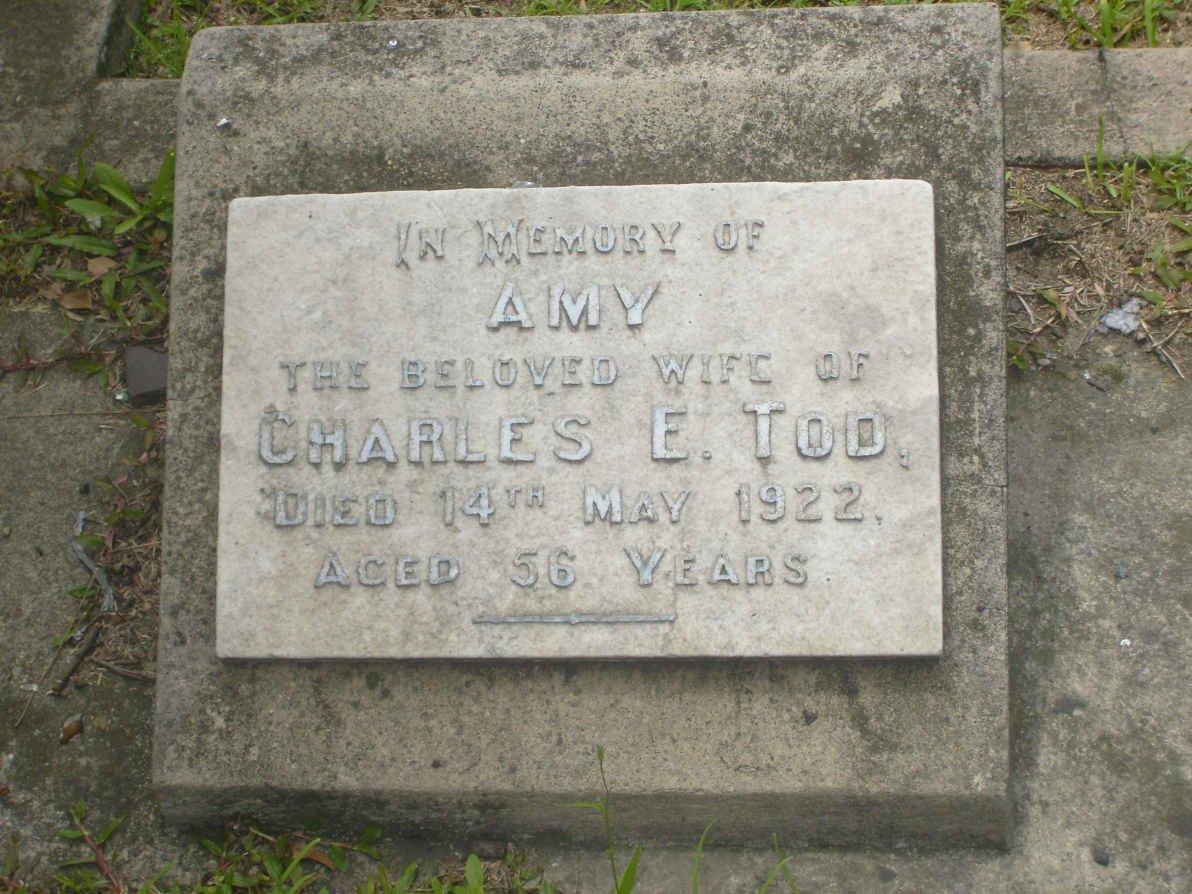 IN MEMORY OF
AMY
THE BELOVED WIFE OF
CHARLES E. TOD,
DIED 14TH MAY 1922,
AGED 56 YEARS